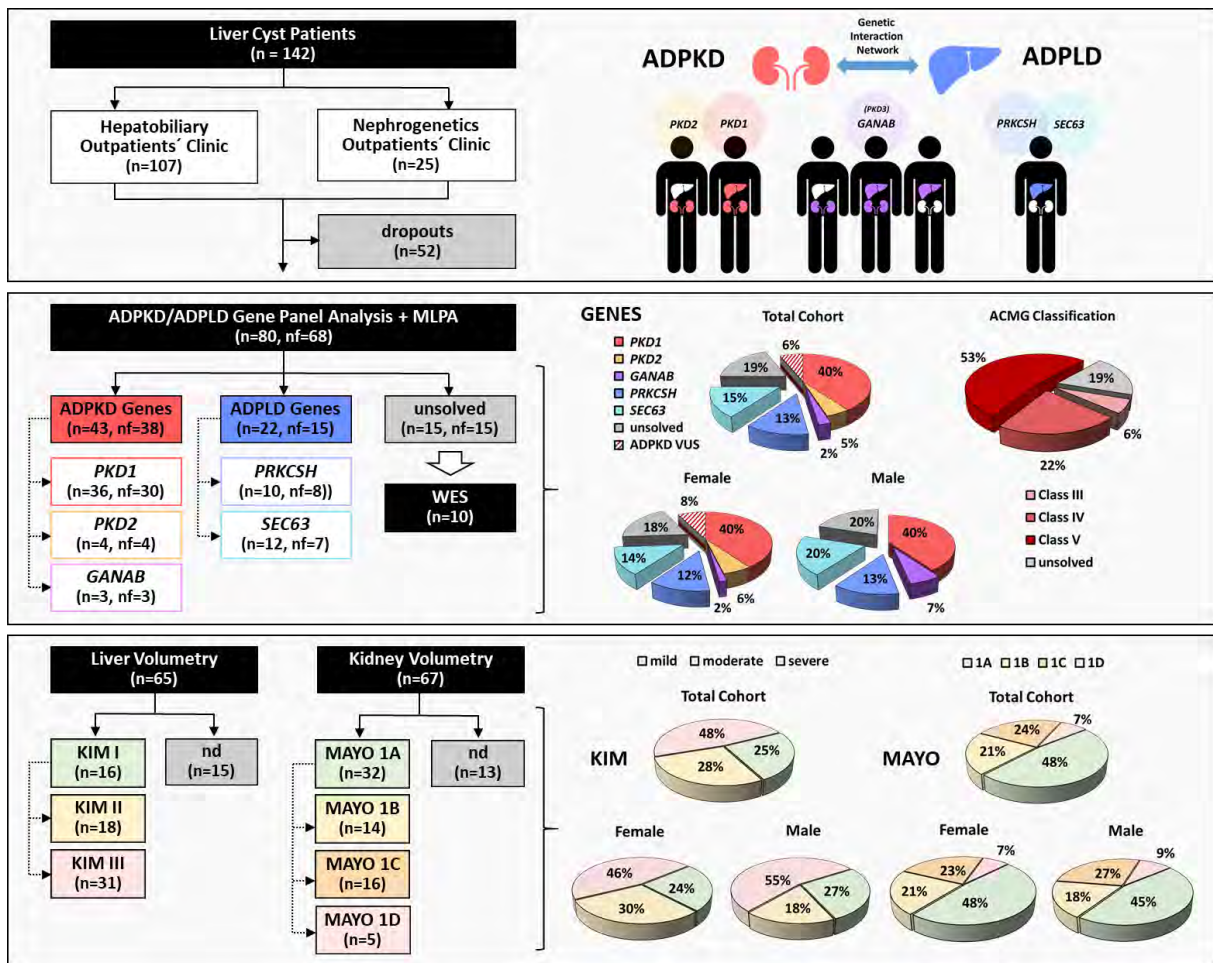 Liver Cyst Patients
(n = 142)
Hepatobiliary
Outpatients´ Clinic
(n=107)
Nephrogenetics
Outpatients´ Clinic
(n=25)
dropouts
(n=52)
ADPKD
Genetic
Interaction
Network
ADPLD
PKD2
PKD1
(PKD3)
GANAB
PRKCSH
SEC63
ADPKD/ADPLD Gene Panel Analysis + MLPA
(n=80, nf=68)
ADPKD Genes
(n=43, nf=38)
ADPLD Genes
(n=22, nf=15)
unsolved
(n=15, nf=15)
PKD1
(n=36, nf=30)
PRKCSH
(n=10, nf=8))
WES
(n=10)
PKD2
(n=4, nf=4)
SEC63
(n=12, nf=7)
GANAB
(n=3, nf=3)
GENES
PKD1
PKD2
GANAB
PRKCSH
SEC63
unsolved
ADPKD VUS
Total Cohort
6%
19%
40%
15%
13%
5%
2%
ACMG Classification
53%
19%
6%
22%
Class III
Class IV
Class V
unsolved
Female
8%
18%
40%
14%
12%
6%
2%
Male
20%
40%
20%
13%
7%
Liver Volumetry
(n=65)
Kidney Volumetry
(n=67)
KIM I
(n=16)
nd
(n=15)
MAYO 1A
(n=32)
nd
(n=13)
KIM II
(n=18)
MAYO 1B
(n=14)
KIM III
(n=31)
MAYO 1C
(n=16)
MAYO 1D
(n=5)
mild moderate severe
Total Cohort
KIM
48%
25%
28%
Female
46%
24%
30%
Male
55%
27%
18%
1A 1B 1C 1D
Total Cohort
MAYO
7%
24%
21%
48%
Female
7%
23%
21%
48%
Male
9%
27%
18%
45%